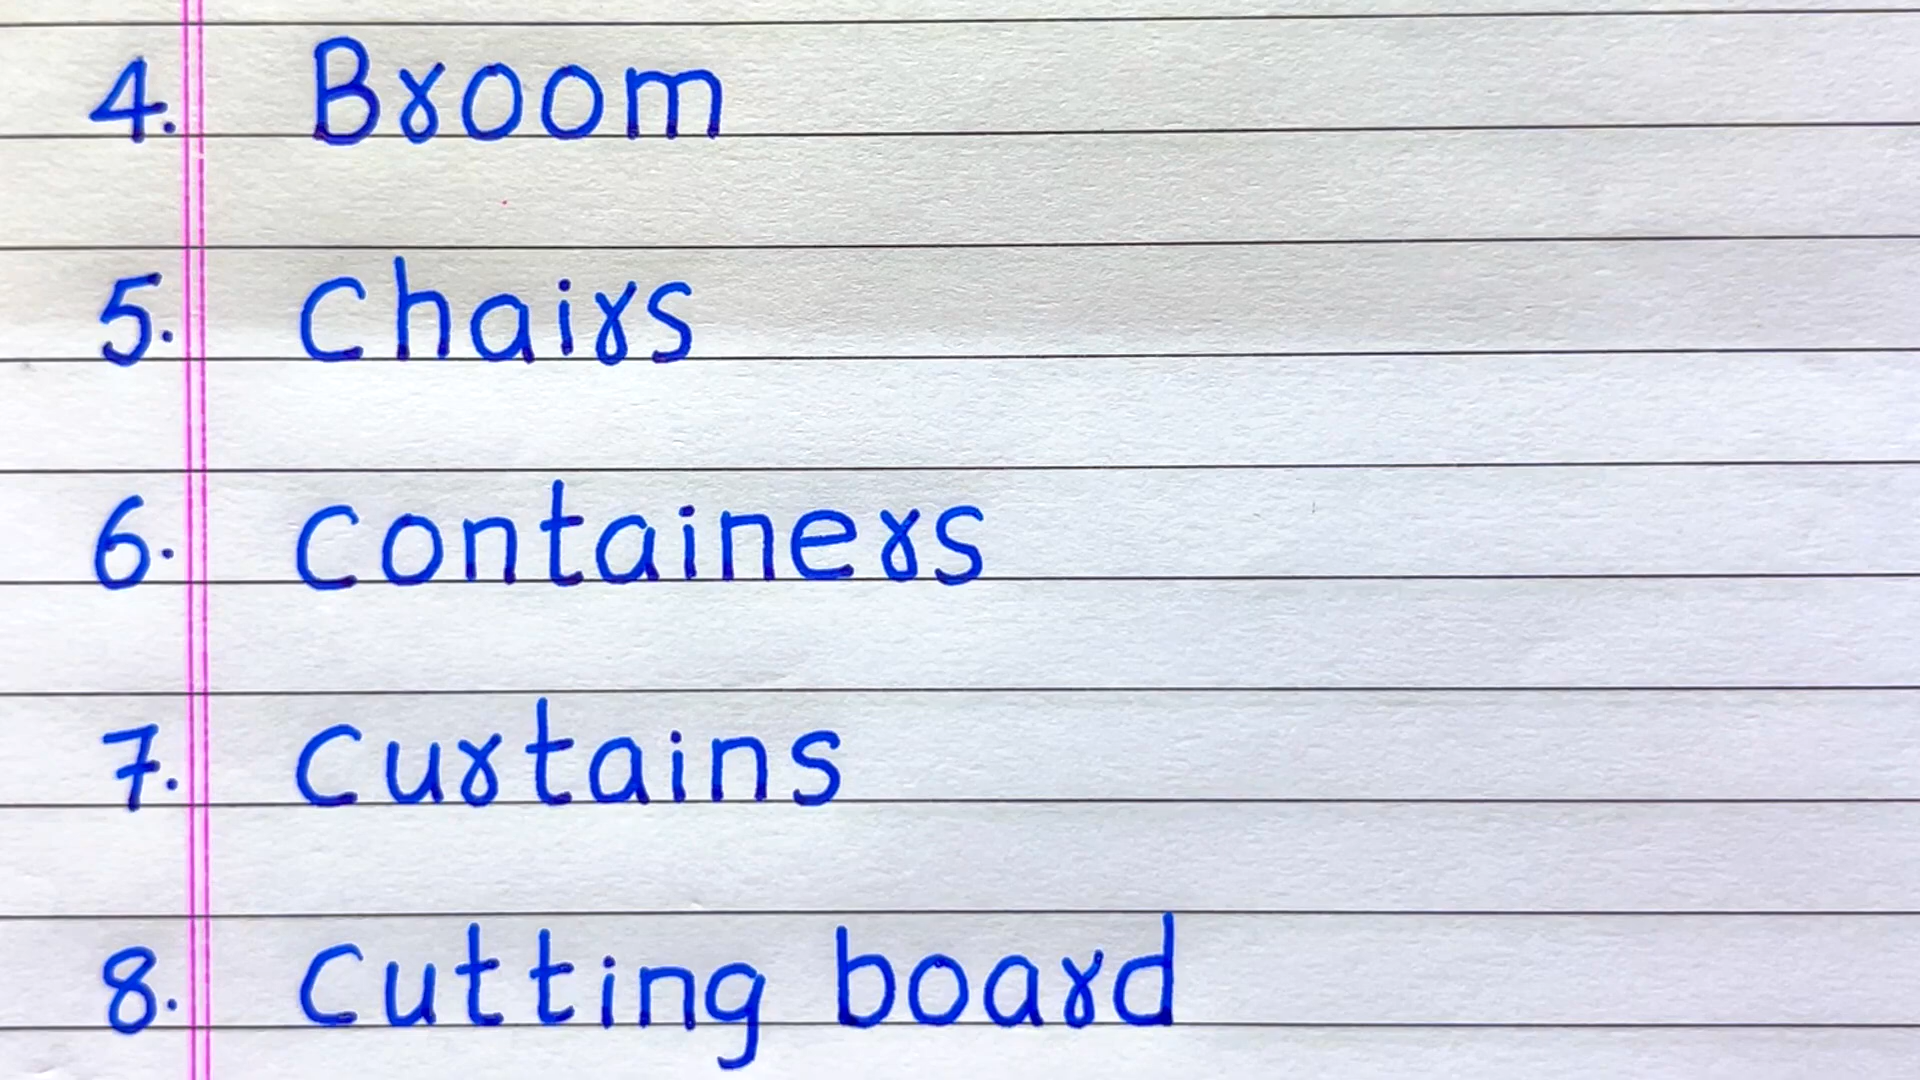 4. Broom
5. Chairs
6. Containers
7. Curtains
8. Cutting board